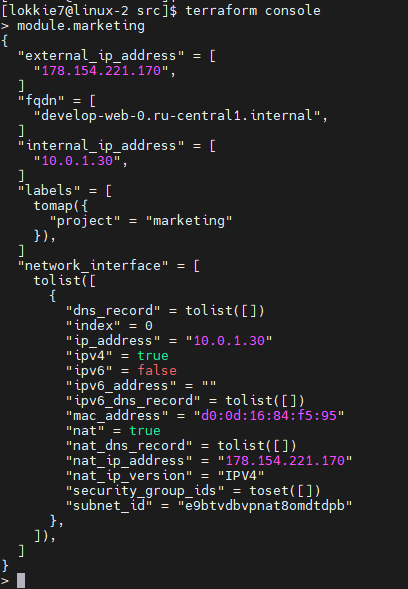 [lokkie7@linux-2 src]$ terraform console
> module.marketing
{
  "external_ip_address" = [
    "178.154.221.170",
  ]
  "fqdn" = [
    "develop-web-0.ru-central1.internal",
  ]
  "internal_ip_address" = [
    "10.0.1.30",
  ]
  "labels" = [
    tomap({
      "project" = "marketing"
    }),
  ]
  "network_interface" = [
    tolist([
      {
        "dns_record" = tolist([])
        "index" = 0
        "ip_address" = "10.0.1.30"
        "ipv4" = true
        "ipv6" = false
        "ipv6_address" = ""
        "ipv6_dns_record" = tolist([])
        "mac_address" = "d0:0d:16:84:f5:95"
        "nat" = true
        "nat_dns_record" = tolist([])
        "nat_ip_address" = "178.154.221.170"
        "nat_ip_version" = "IPV4"
        "security_group_ids" = toset([])
        "subnet_id" = "e9btvdbvpnat8omdtdpb"
      },
    ]),
  ]
}
>